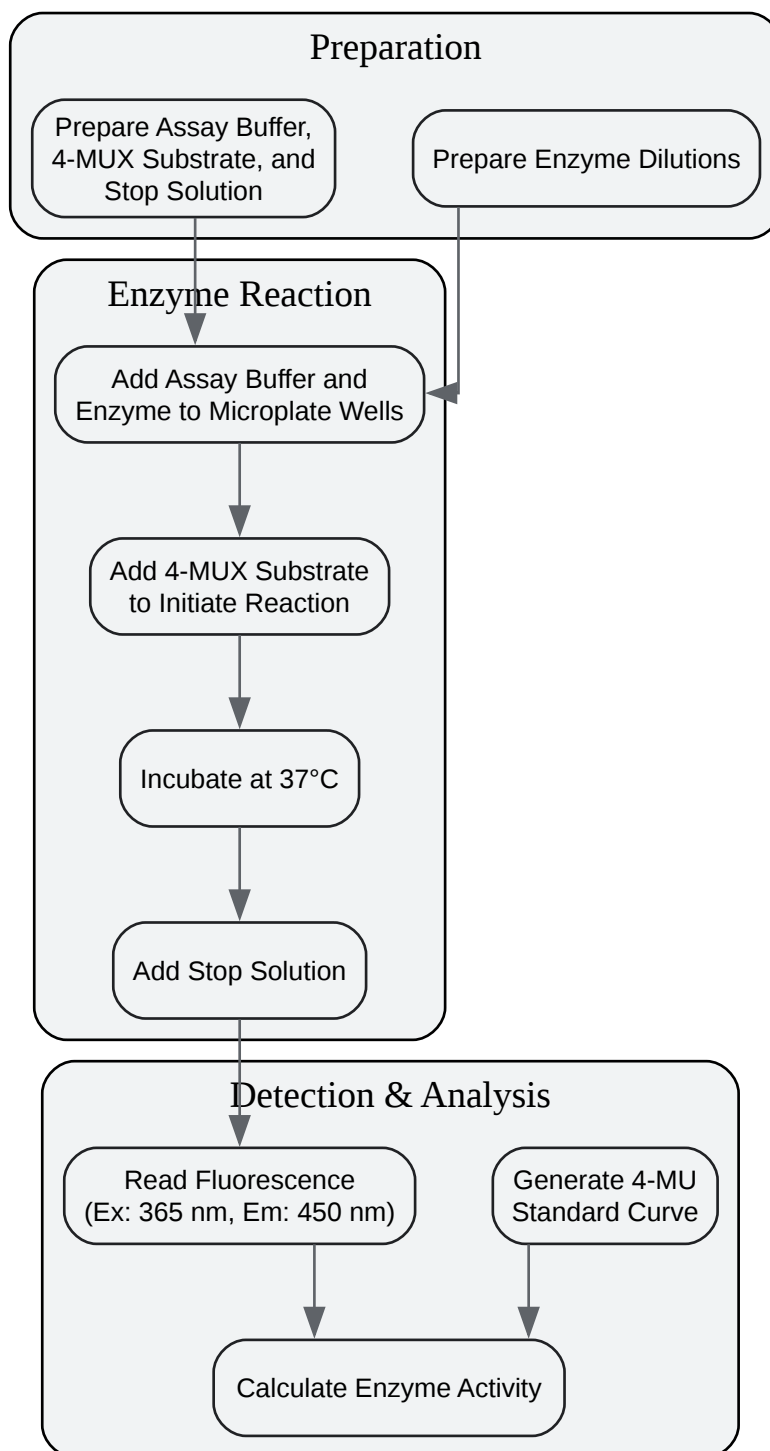 Preparation
Prepare Assay Buffer,
4-MUX Substrate, and
Stop Solution
Prepare Enzyme Dilutions
Enzyme Reaction
Add Assay Buffer and
Enzyme to Microplate Wells
Add 4-MUX Substrate
to Initiate Reaction
Incubate at 37°C
Add Stop Solution
Detection & Analysis
Read Fluorescence
(Ex: 365 nm, Em: 450 nm)
Generate 4-MU
Standard Curve
Calculate Enzyme Activity